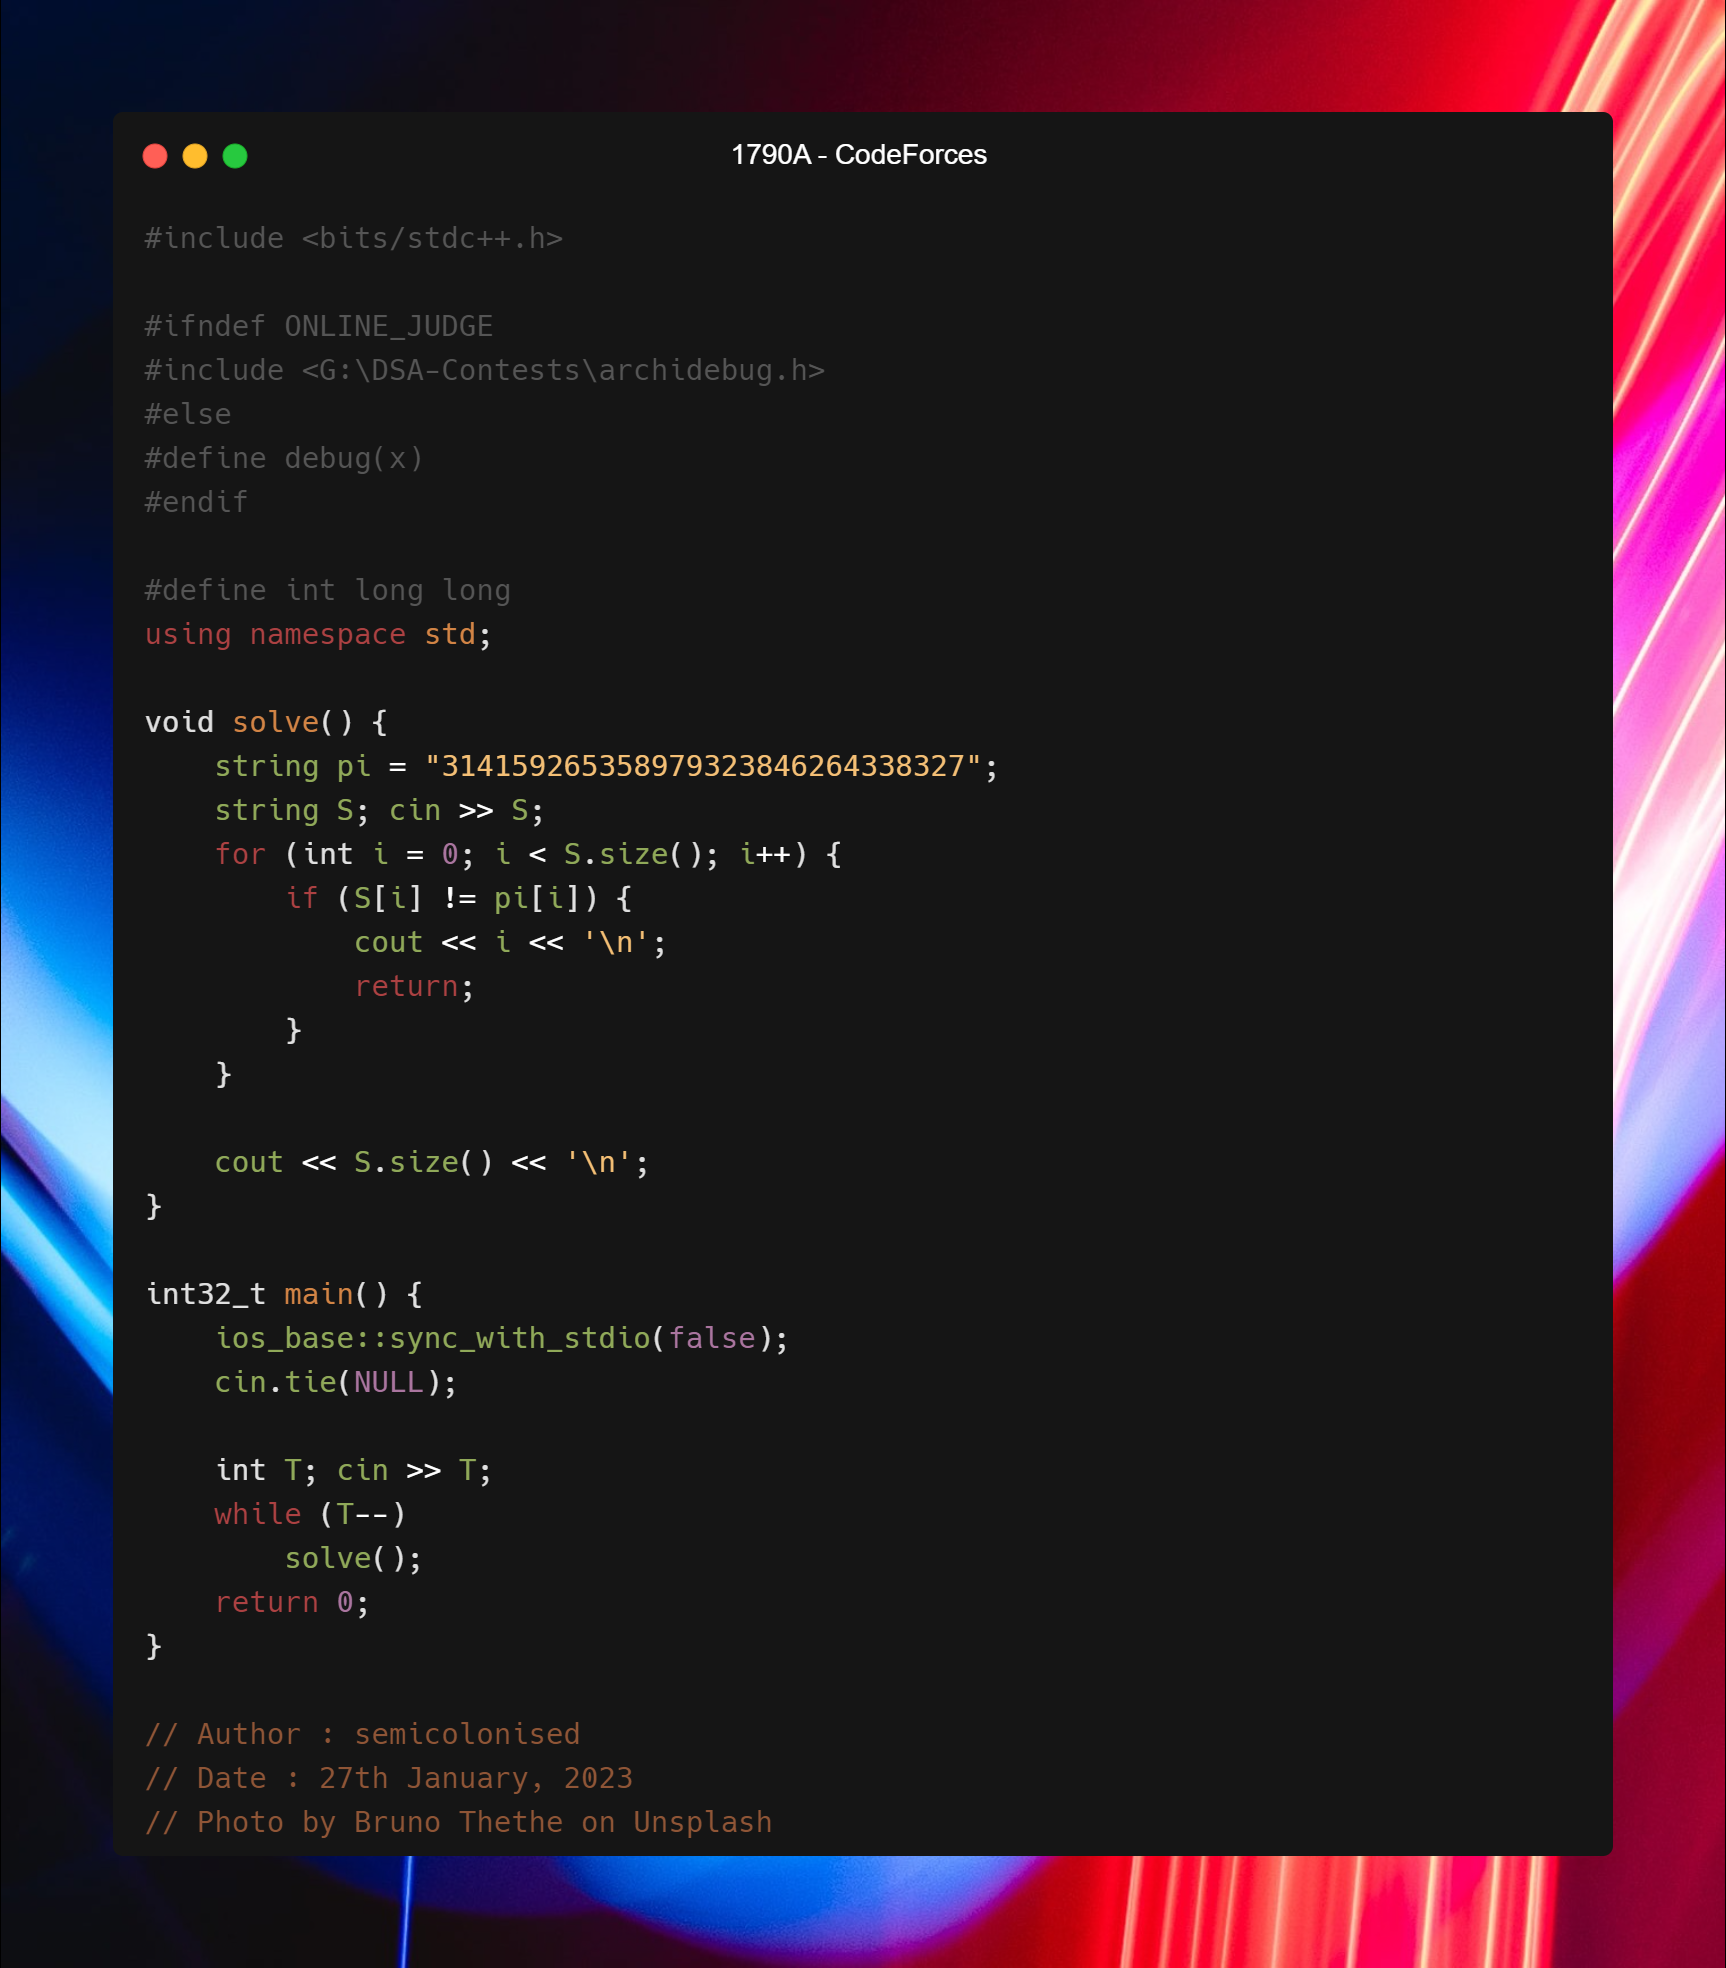 1790A - CodeForces
#include <bits/stdc++.h>
#ifndef ONLINE_JUDGE
#include <G:\DSA-Contests\archidebug.h>
#else
#define debug(x)
#endif
#define int long long
using namespace std;
void solve() {
    string pi = "3141592653589793238462643​38327";
    string S; cin >> S;
    for (int i = 0; i < S.size(); i++) {
        if (S[i] != pi[i]) {
            cout << i << '\n';
            return;
        }
    }
    cout << S.size() << '\n';
}
int32_t main() {
    ios_base::sync_with_stdio(false);
    cin.tie(NULL);
    int T; cin >> T;
    while (T--)
        solve();
    return 0;
}
// Author : semicolonised
// Date : 27th January, 2023
// Photo by Bruno Thethe on Unsplash